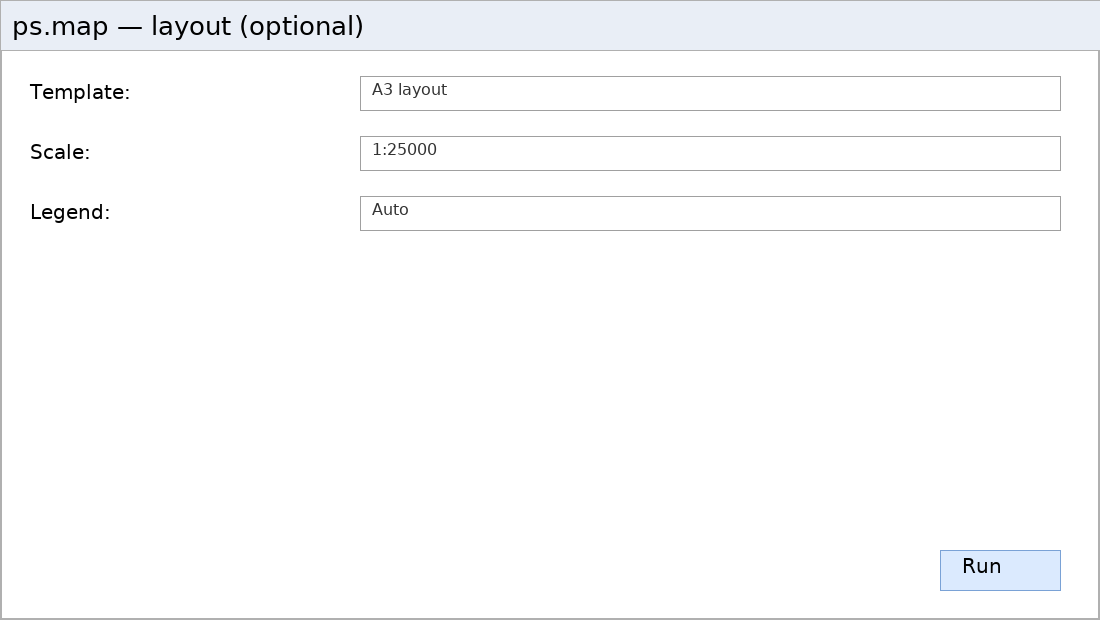 ps.map — layout (optional)
Template: A3 layout
Scale: 1:25000
Legend: Auto
Run